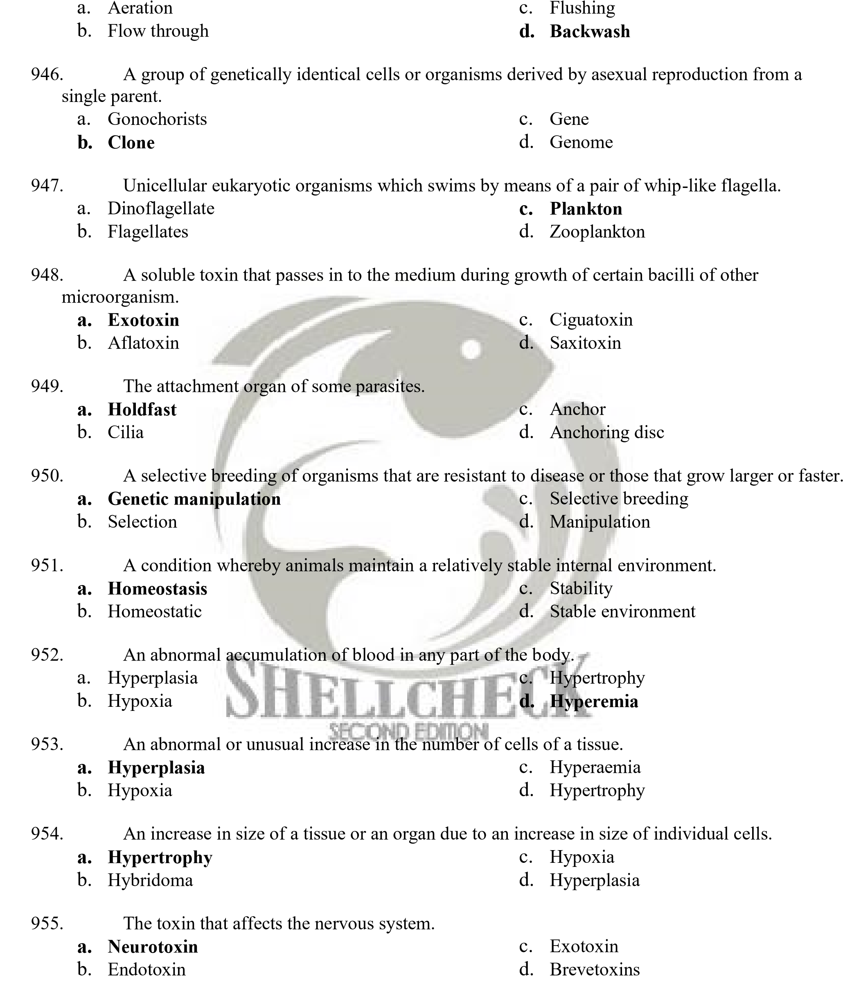 a. Aeration c. Flushing
b. Flow through d. Backwash
946. A group of genetically identical cells or organisms derived by asexual reproduction from a
single parent.
a. Gonochorists c. Gene
b. Clone d. Genome
947. Unicellular eukaryotic organisms which swims by means of a pair of whip-like flagella.
a. Dinoflagellate c. Plankton
b. Flagellates d. Zooplankton
948. A soluble toxin that passes in to the medium during growth of certain bacilli of other
microorganism.
a. Exotoxin c. Ciguatoxin
b. Aflatoxin d. Saxitoxin
949. The attachment organ of some parasites.
a. Holdfast c. Anchor
b. Cilia d. Anchoring disc
950. A selective breeding of organisms that are resistant to disease or those that grow larger or faster.
a. Genetic manipulation c. Selective breeding
b. Selection d. Manipulation
951. A condition whereby animals maintain a relatively stable internal environment.
a. Homeostasis c. Stability
b. Homeostatic d. Stable environment
952. An abnormal accumulation of blood in any part of the body.
a. Hyperplasia c. Hypertrophy
b. Hypoxia d. Hyperemia
SHELLCHECK
SECOND EDITION
953. An abnormal or unusual increase in the number of cells of a tissue.
a. Hyperplasia c. Hyperaemia
b. Hypoxia d. Hypertrophy
954. An increase in size of a tissue or an organ due to an increase in size of individual cells.
a. Hypertrophy c. Hypoxia
b. Hybridoma d. Hyperplasia
955. The toxin that affects the nervous system.
a. Neurotoxin c. Exotoxin
b. Endotoxin d. Brevetoxins